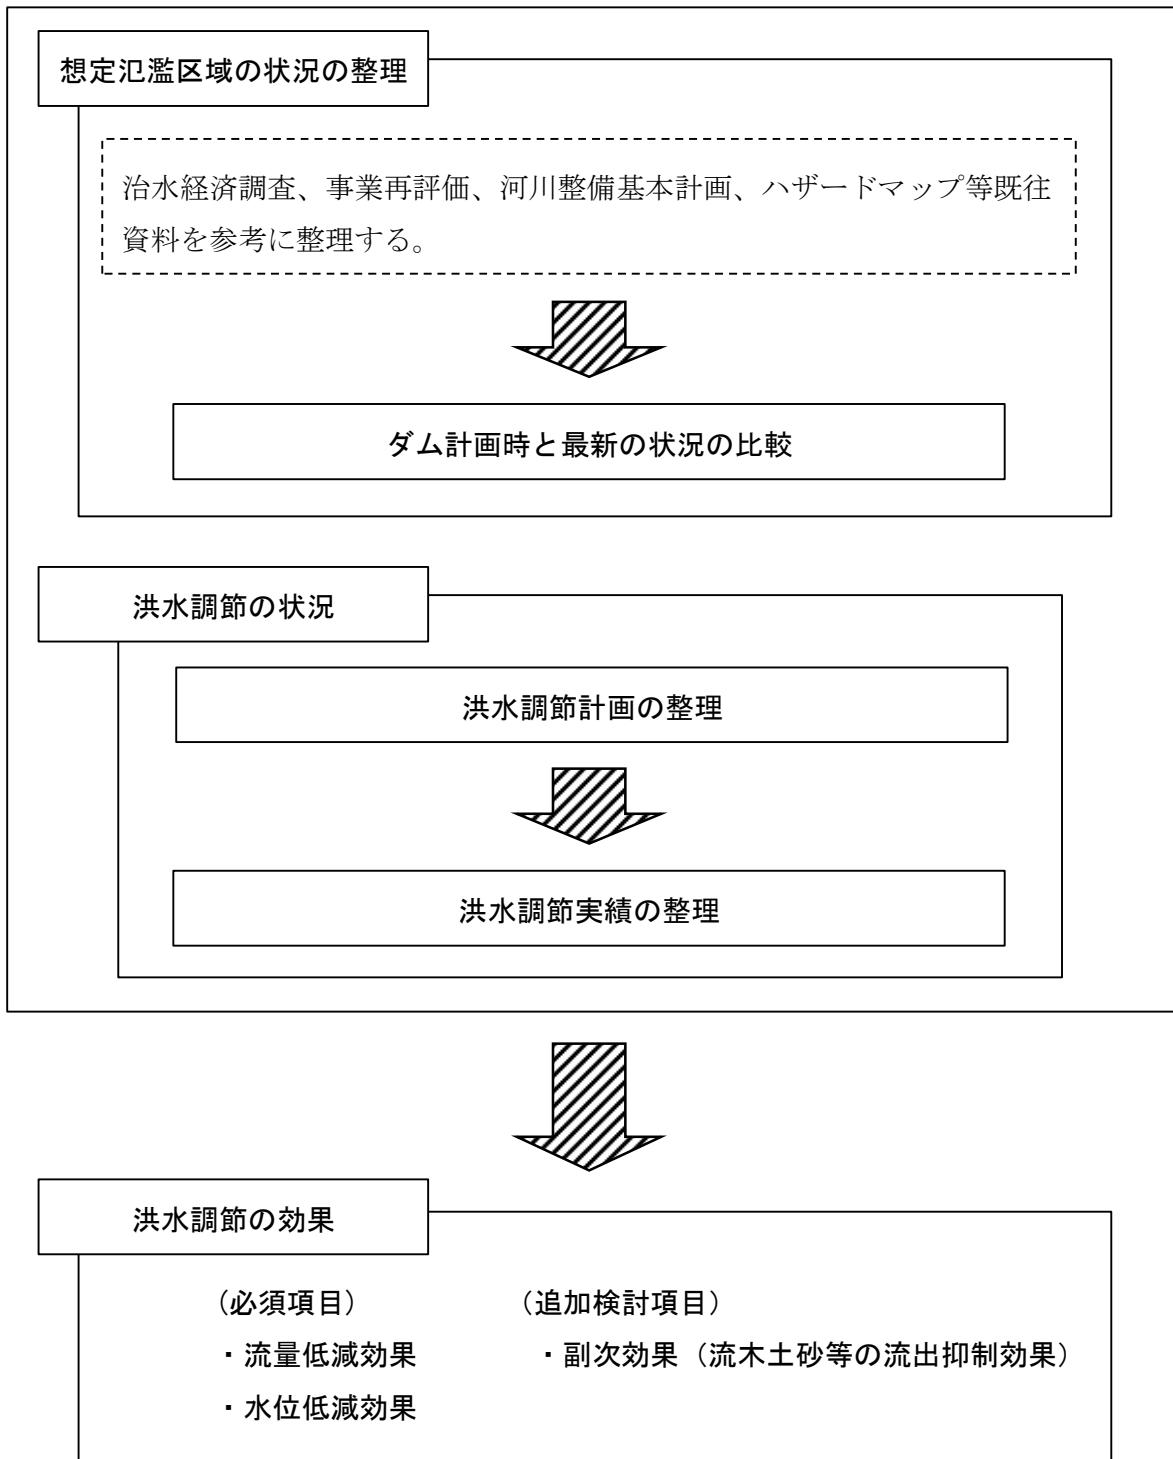 想定氾濫区域の状況の整理
治水経済調査、事業再評価、河川整備基本計画、ハザードマップ等既往
資料を参考に整理する。
ダム計画時と最新の状況の比較
洪水調節の状況
洪水調節計画の整理
洪水調節実績の整理
洪水調節の効果
（必須項目） （追加検討項目）
・流量低減効果 ・副次効果（流木土砂等の流出抑制効果）
・水位低減効果